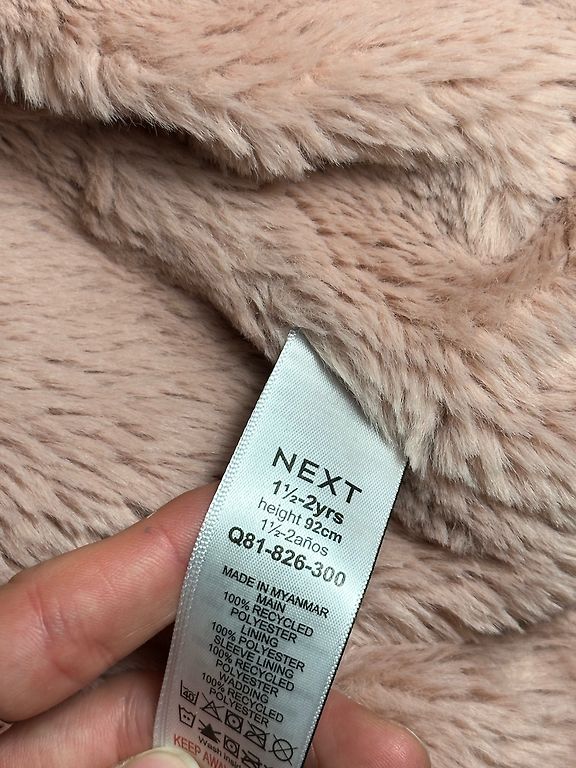 NEXT
1½-2yrs
height 92cm
1½-2años
Q81-826-300
MADE IN MYANMAR
MAIN
100% RECYCLED
POLYESTER
LINING
100% POLYESTER
SLEEVE LINING
100% RECYCLED
POLYESTER
WADDING
100% RECYCLED
POLYESTER
40
Wash
KEEP